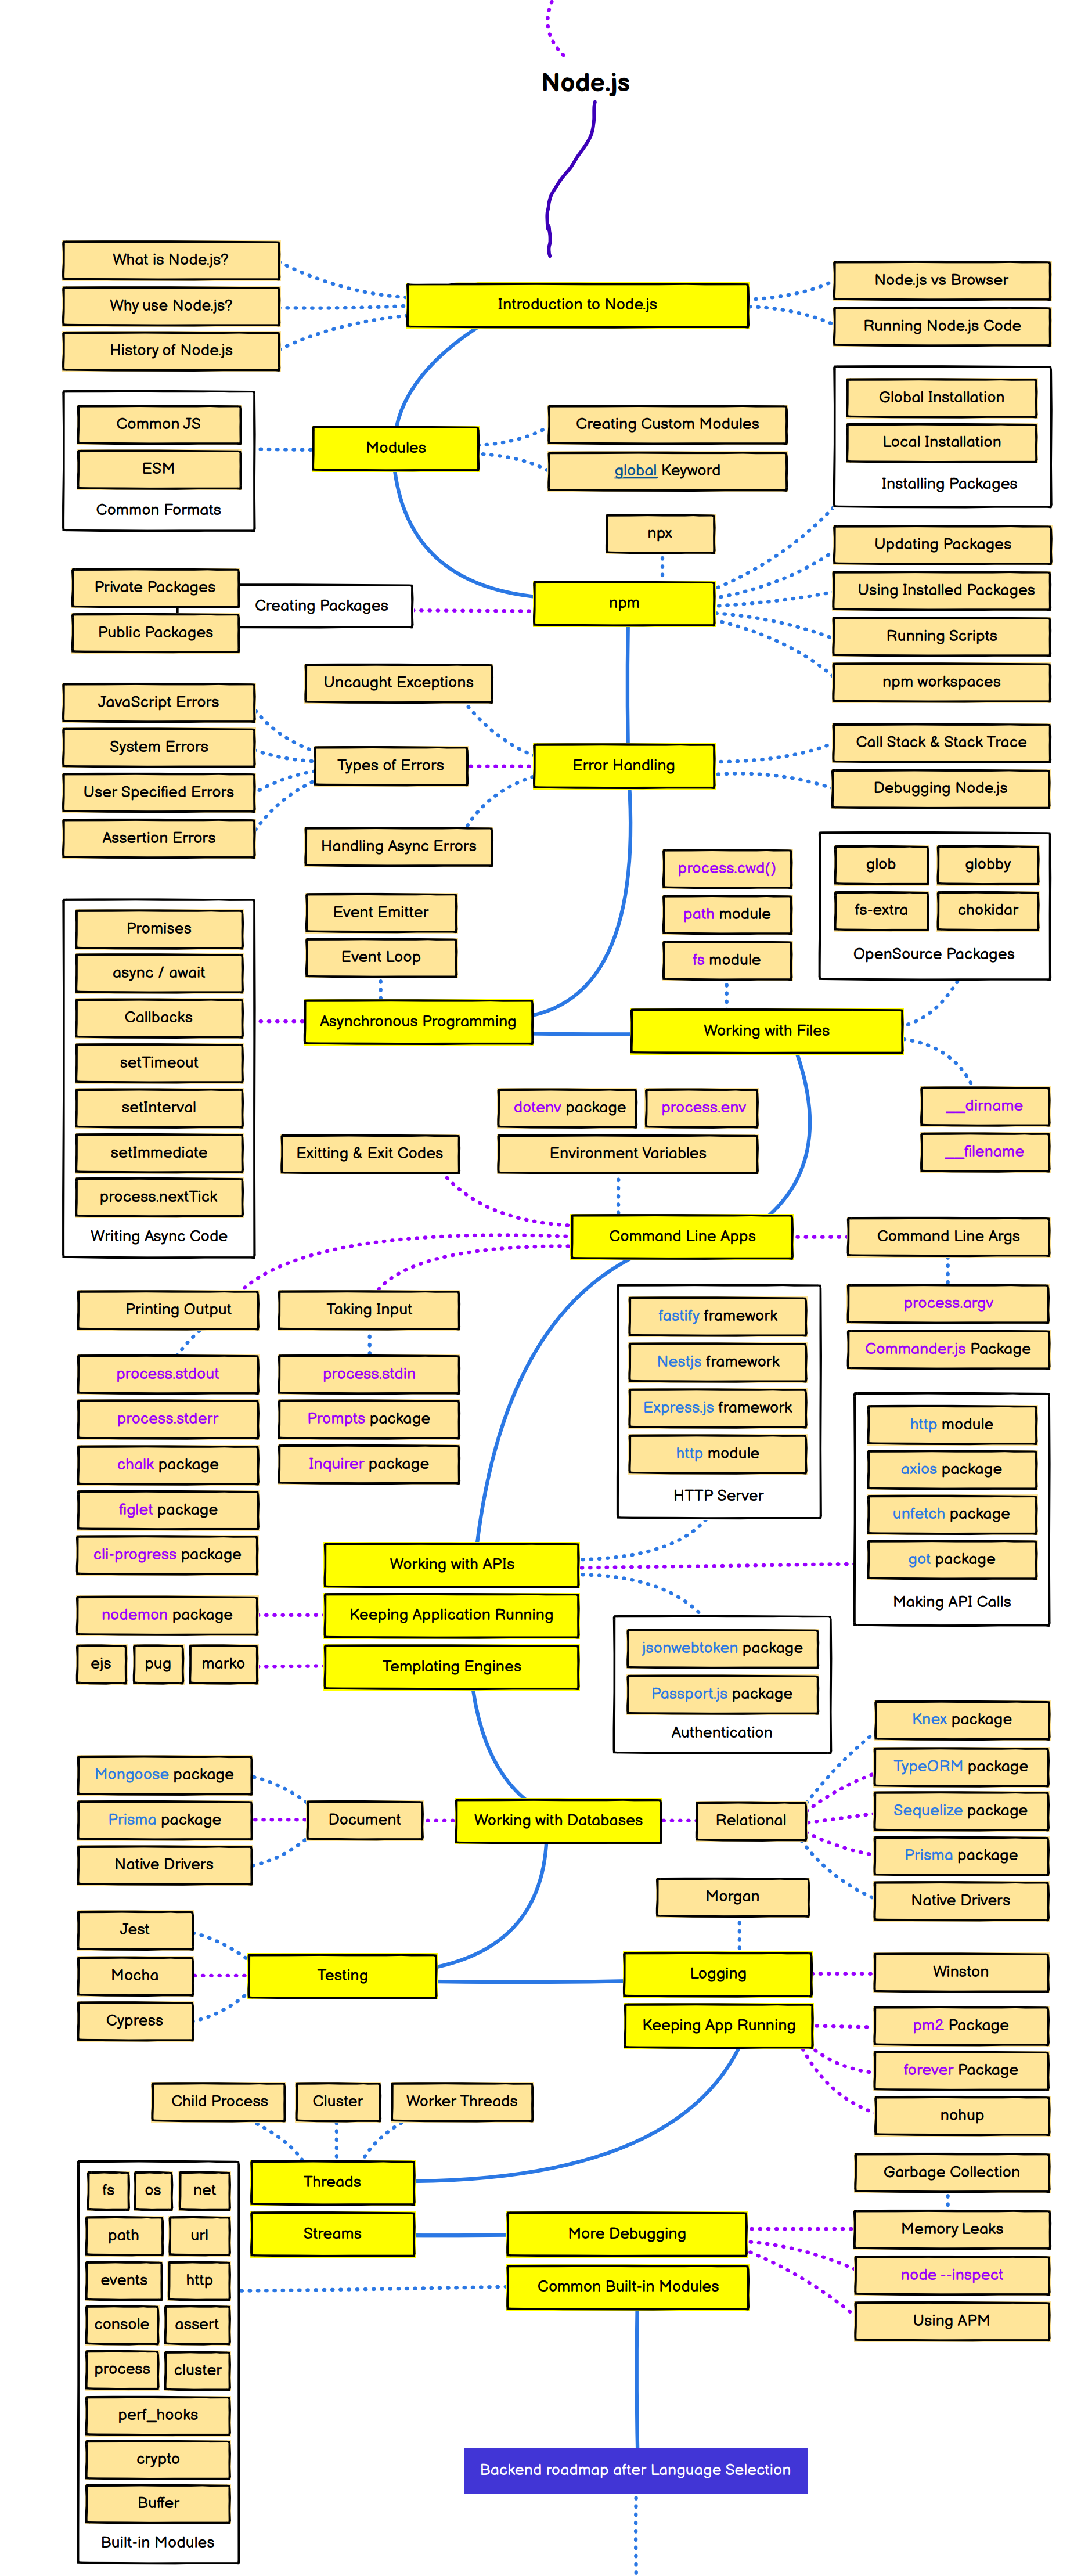 Node.js
What is Node.js?
Why use Node.js?
History of Node.js
Introduction to Node.js
Node.js vs Browser
Running Node.js Code
Common JS
ESM
Common Formats
Modules
Creating Custom Modules
global Keyword
Global Installation
Local Installation
Installing Packages
npx
Private Packages
Public Packages
Creating Packages
npm
Updating Packages
Using Installed Packages
Running Scripts
npm workspaces
Uncaught Exceptions
JavaScript Errors
System Errors
User Specified Errors
Assertion Errors
Types of Errors
Error Handling
Handling Async Errors
Call Stack & Stack Trace
Debugging Node.js
process.cwd()
path module
fs module
glob
globby
fs-extra
chokidar
OpenSource Packages
Event Emitter
Event Loop
Promises
async / await
Callbacks
setTimeout
setInterval
setImmediate
process.nextTick
Writing Async Code
Asynchronous Programming
Working with Files
__dirname
__filename
dotenv package
process.env
Environment Variables
Exitting & Exit Codes
Command Line Apps
Command Line Args
process.argv
Commander.js Package
Printing Output
Taking Input
process.stdout
process.stderr
chalk package
figlet package
cli-progress package
process.stdin
Prompts package
Inquirer package
fastify framework
Nestjs framework
Express.js framework
http module
HTTP Server
http module
axios package
unfetch package
got package
Making API Calls
Working with APIs
nodemon package
Keeping Application Running
ejs
pug
marko
Templating Engines
jsonwebtoken package
Passport.js package
Authentication
Mongoose package
Prisma package
Native Drivers
Document
Working with Databases
Relational
Knex package
TypeORM package
Sequelize package
Prisma package
Native Drivers
Morgan
Jest
Mocha
Cypress
Testing
Logging
Winston
Keeping App Running
pm2 Package
forever Package
nohup
Child Process
Cluster
Worker Threads
Threads
Streams
More Debugging
Garbage Collection
Memory Leaks
node --inspect
Using APM
Common Built-in Modules
fs
os
net
path
url
events
http
console
assert
process
cluster
perf_hooks
crypto
Buffer
Built-in Modules
Backend roadmap after Language Selection